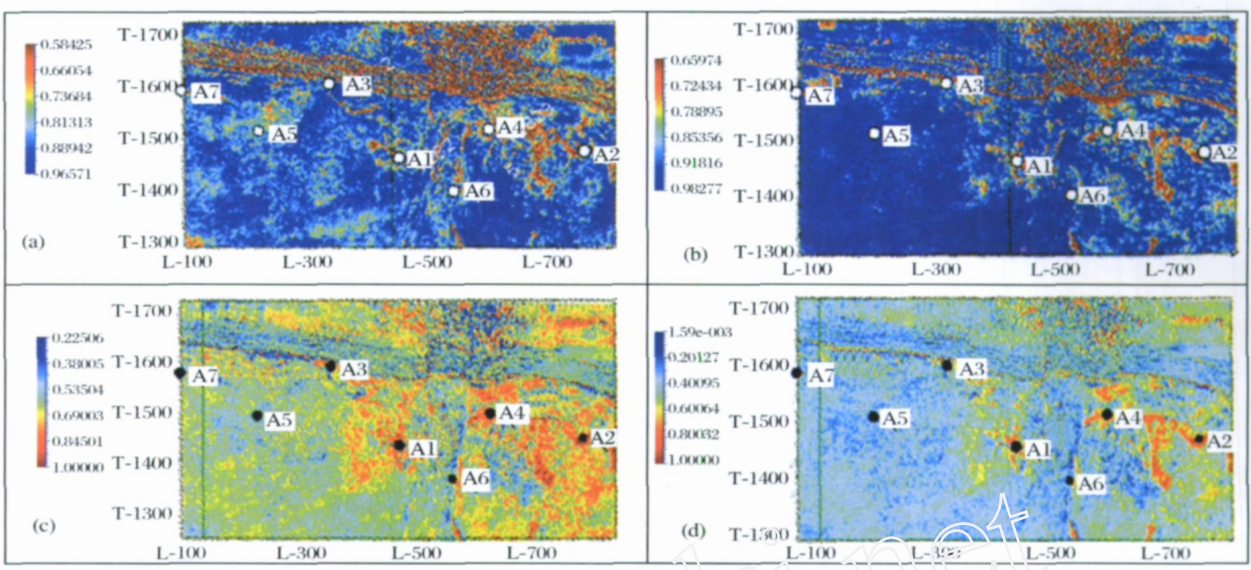 T-1700
T-1600
T-1500
T-1400
T-1300
L-100 L-300 L-500 L-700
0.58425
0.66054
0.73684
0.81313
0.88942
0.96571
A7 A3 A5 A1 A4 A2 A6
(a)
T-1700
T-1600
T-1500
T-1400
T-1300
L-100 L-300 L-500 L-700
0.65974
0.72434
0.78895
0.85356
0.91816
0.98277
A7 A3 A5 A1 A4 A2 A6
(b)
T-1700
T-1600
T-1500
T-1400
T-1300
L-100 L-300 L-500 L-700
0.22506
0.38005
0.53504
0.69003
0.84501
1.00000
A7 A3 A5 A1 A4 A2 A6
(c)
T-1700
T-1600
T-1500
T-1400
T-1300
L-100 L-300 L-500 L-700
1.59e-003
0.20127
0.40095
0.60064
0.80032
1.00000
A7 A3 A5 A1 A4 A2 A6
(d)